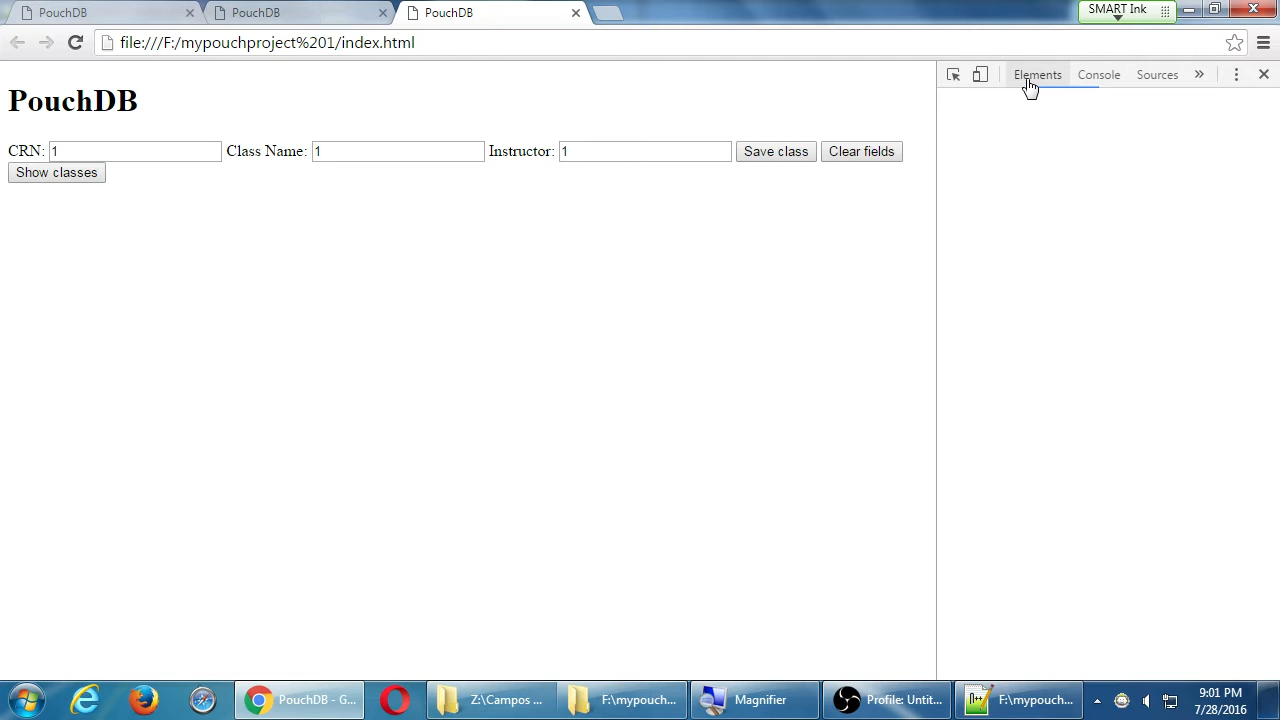 PouchDB
PouchDB
PouchDB
SMART Ink
file:///F:/mypouchproject%201/index.html
Elements
Console
Sources
»
PouchDB
CRN: 1 Class Name: 1 Instructor: 1 Save class Clear fields
Show classes
PouchDB - G...
Z:\Campos ...
F:\mypouch...
Magnifier
Profile: Untit...
F:\mypouch...
9:01 PM
7/28/2016